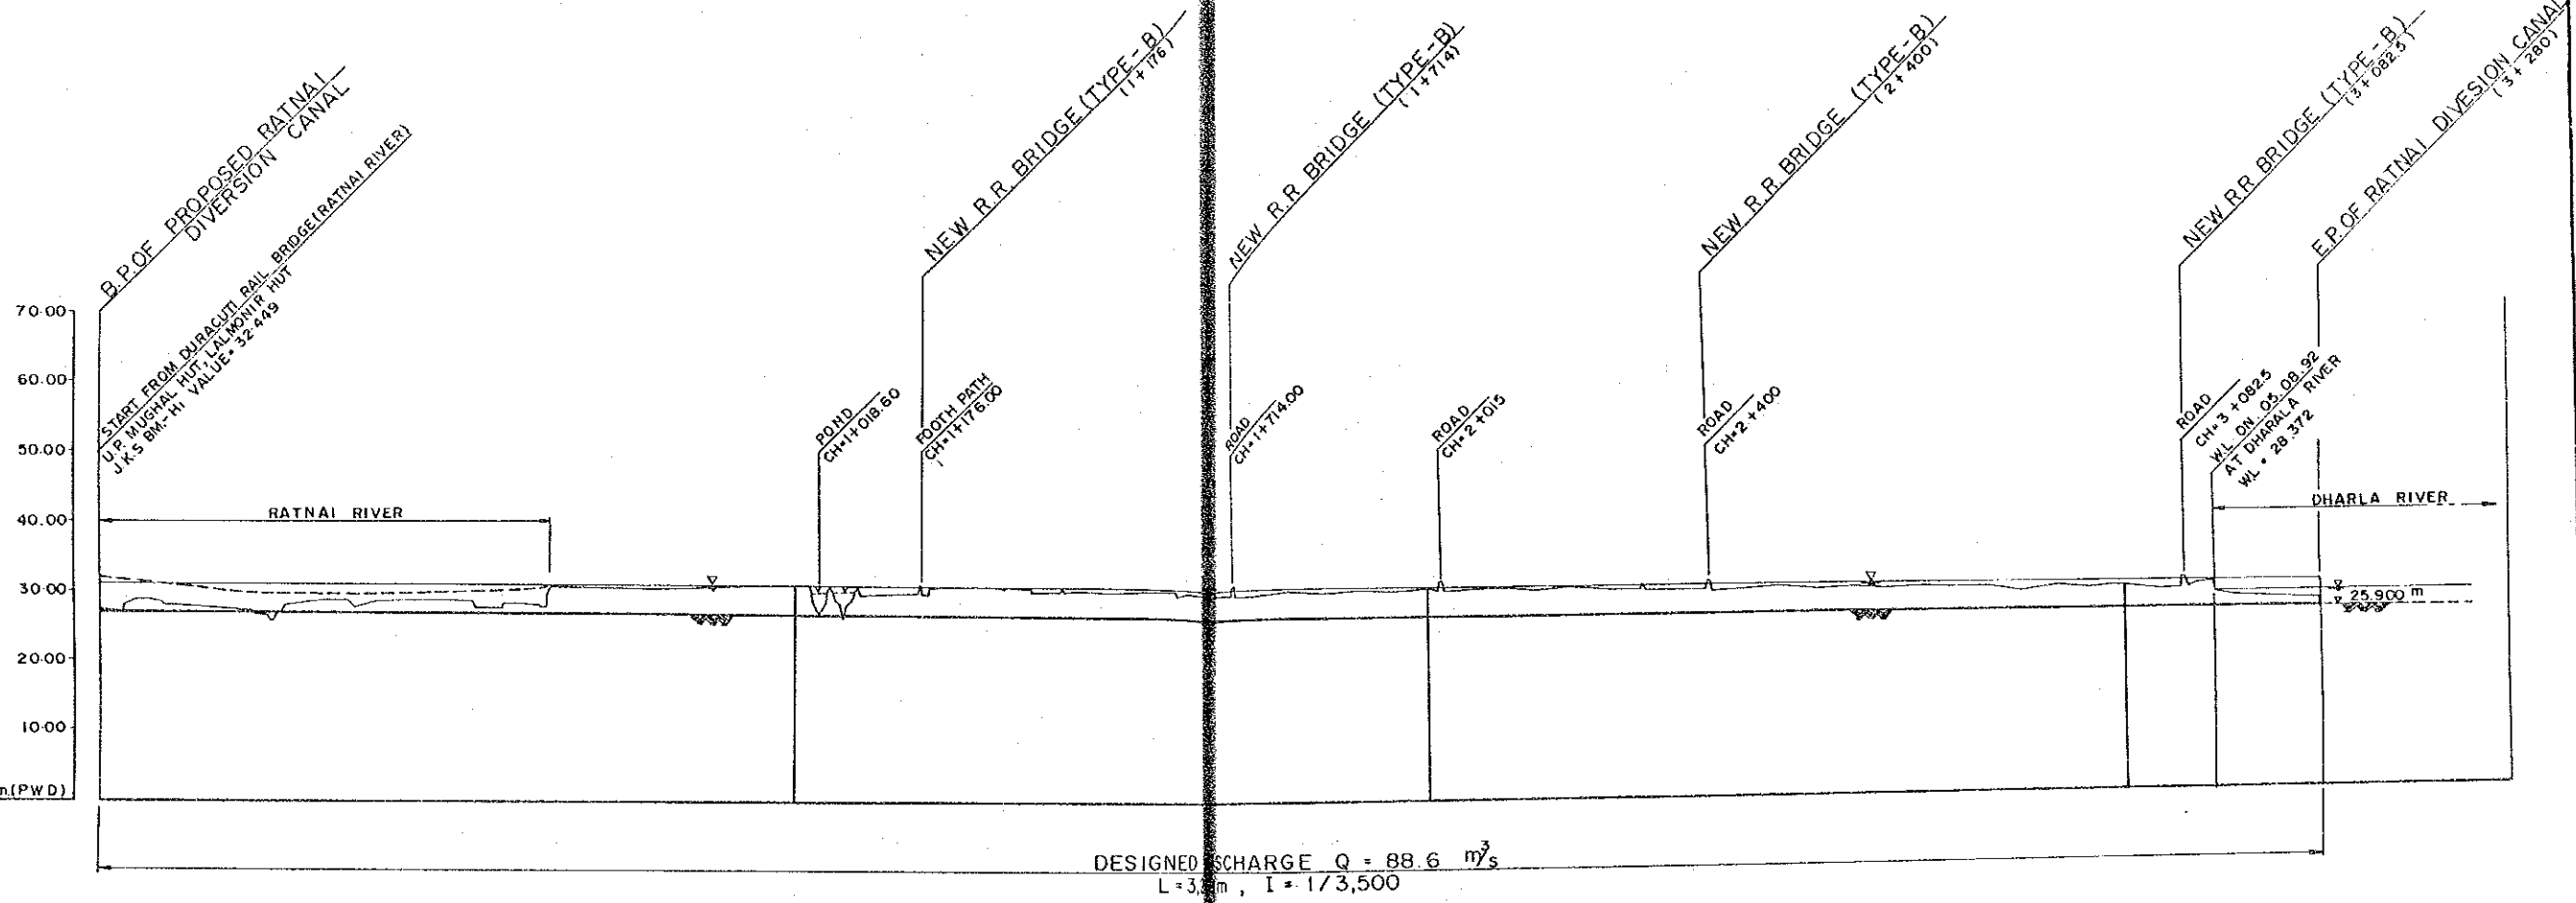 B.P. OF PROPOSED RATNAI
DIVERSION CANAL
START FROM DURACUTI RAIL BRIDGE (RATNAI RIVER)
U.P. MUGHAL HUT, LALMONIR HUT
J.K.S BM.-H1 VALUE = 32.449
NEW R.R. BRIDGE (TYPE-B)
(1+176)
NEW R.R BRIDGE (TYPE-B)
(1+714)
NEW R.R. BRIDGE (TYPE-B)
(2+400)
NEW RR BRIDGE (TYPE-B)
(3+082.5)
E.P. OF RATNAI DIVESION CANAL
(3+280)
70.00
60.00
50.00
40.00
30.00
20.00
10.00
(PWD)
RATNAI RIVER
POND
CH=1+018.60
FOOTH PATH
CH=1+176.00
ROAD
CH=1+714.00
ROAD
CH=2+015
ROAD
CH=2+400
ROAD
CH=3+082.5
W.L. ON. 05.08.92
AT DHARALA RIVER
WL = 28.372
DHARLA RIVER
25.900 m
DESIGNED SCHARGE Q = 88.6 m³/s
L = 3, m, I = 1/3,500